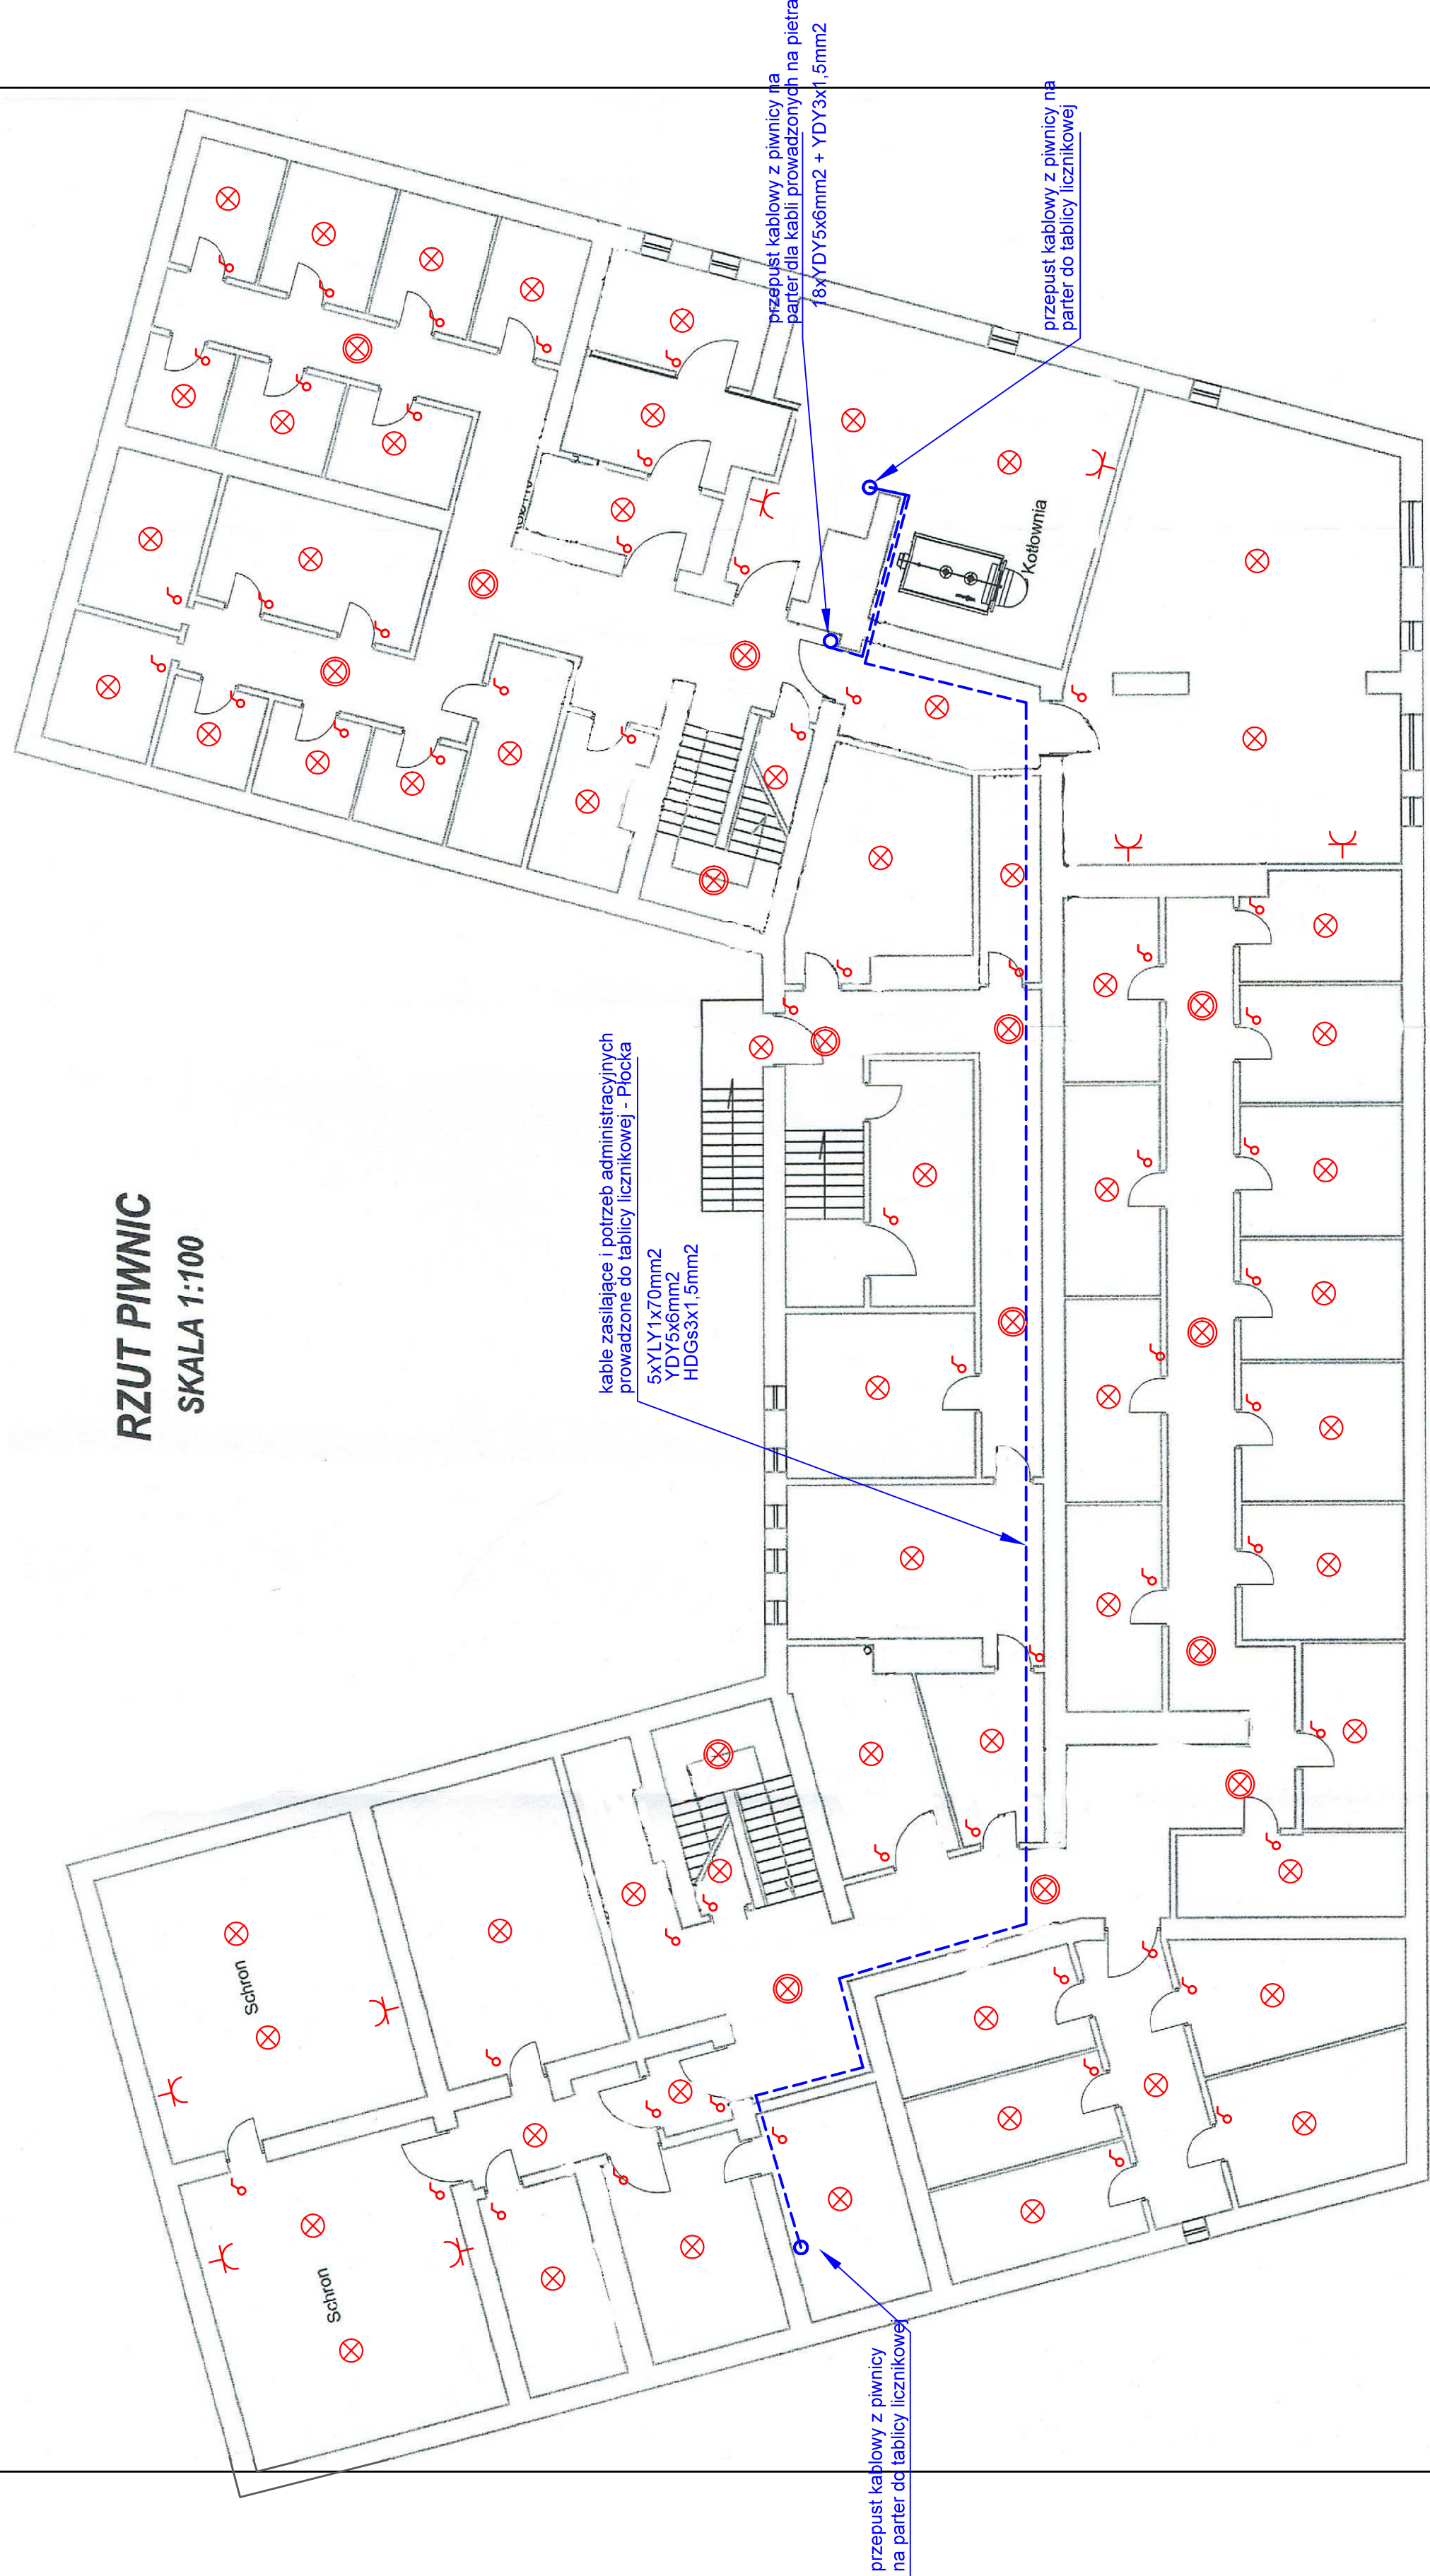 RZUT PIWNIC
SKALA 1:100
przepust kablowy z piwnicy na
parter dla kabli prowadzonych na pietra
18xYDY5x6mm2 + YDY3x1,5mm2
przepust kablowy z piwnicy na
parter do tablicy licznikowej
Kotłownia
kable zasilające i potrzeb administracyjnych
prowadzone do tablicy licznikowej - Płocka
5xYLY1x70mm2
YDY5x6mm2
HDGs3x1,5mm2
Schron
Schron
przepust kablowy z piwnicy
na parter do tablicy licznikowej